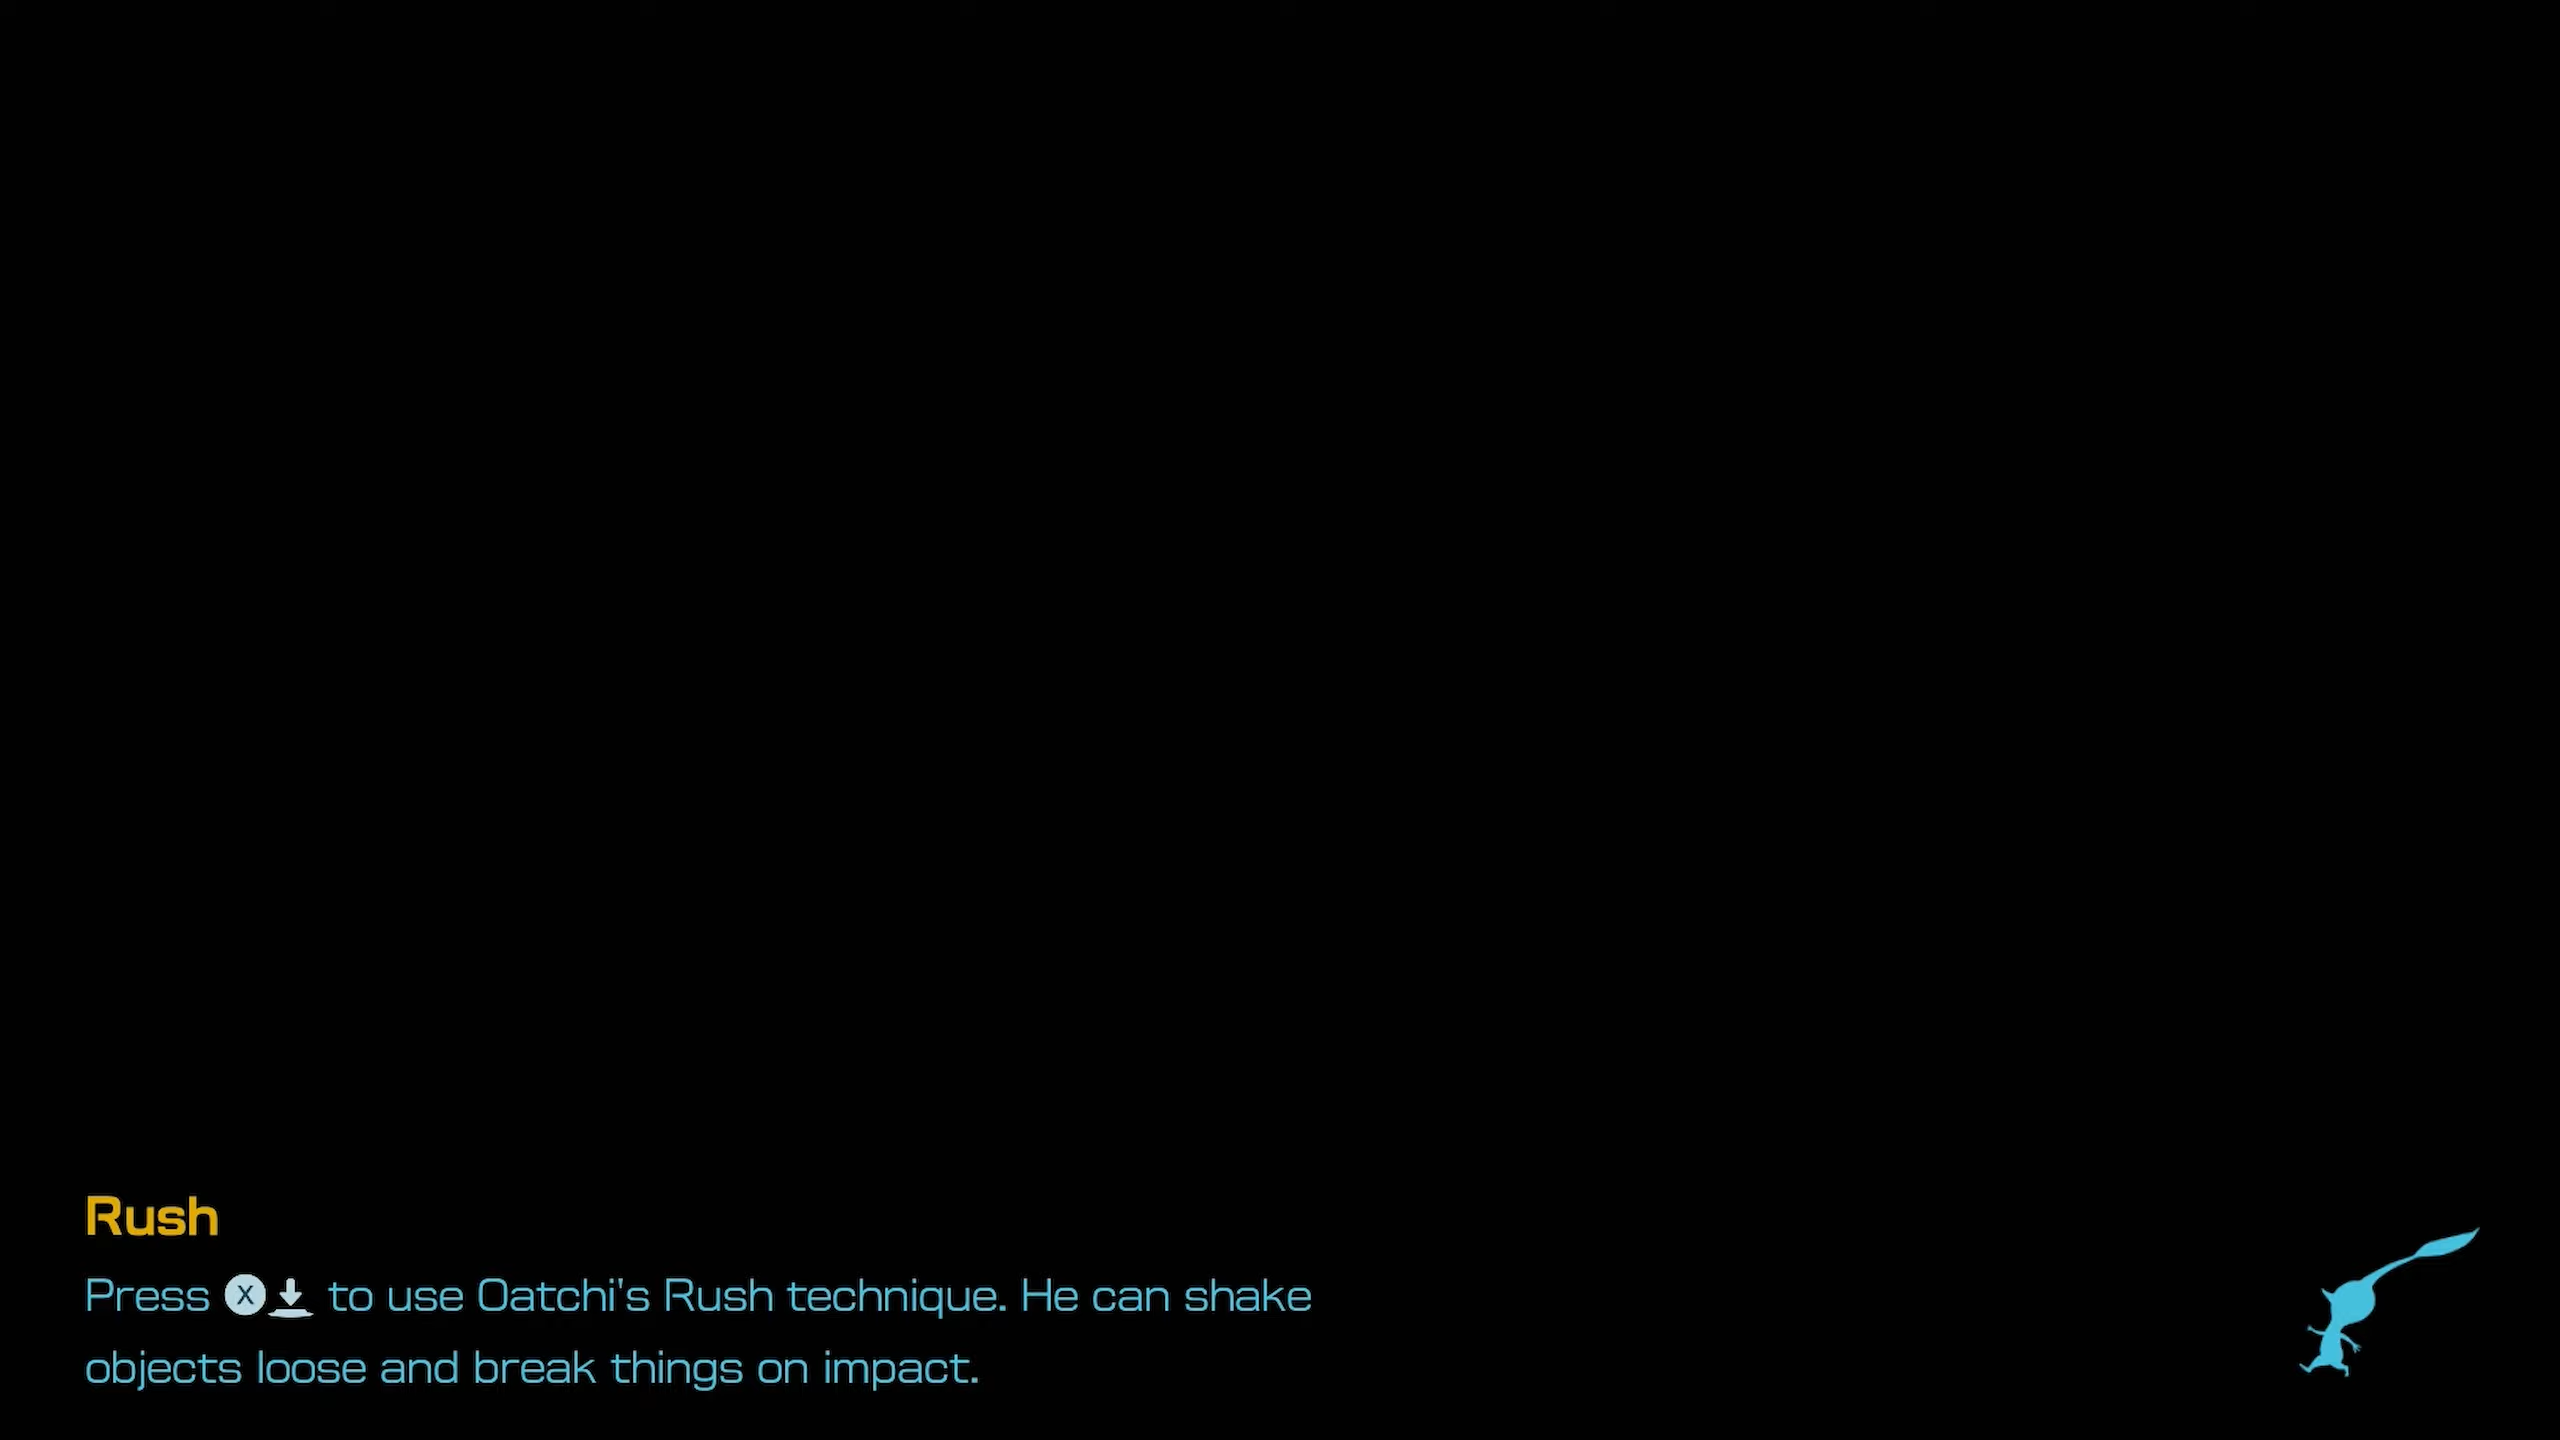 Rush
Press X to use Oatchi's Rush technique. He can shake
objects loose and break things on impact.